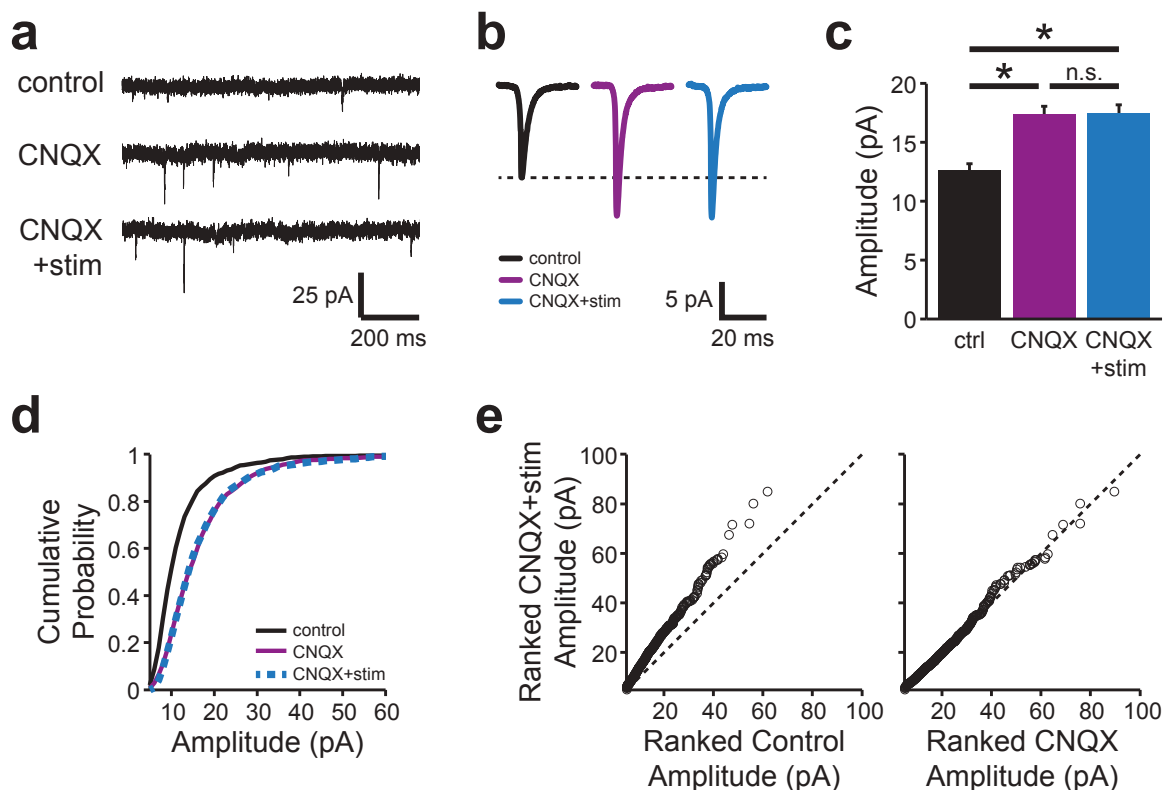 a
control
CNQX
CNQX
+stim
25 pA
200 ms
b
control
CNQX
CNQX+stim
5 pA
20 ms
c
*
*
n.s.
Amplitude (pA)
20
15
10
5
0
ctrl
CNQX
CNQX
+stim
d
Cumulative
Probability
1
0.8
0.6
0.4
0.2
0
control
CNQX
CNQX+stim
10 20 30 40 50 60
Amplitude (pA)
e
Ranked CNQX+stim
Amplitude (pA)
100
80
60
40
20
20 40 60 80 100
Ranked Control
Amplitude (pA)
20 40 60 80 100
Ranked CNQX
Amplitude (pA)